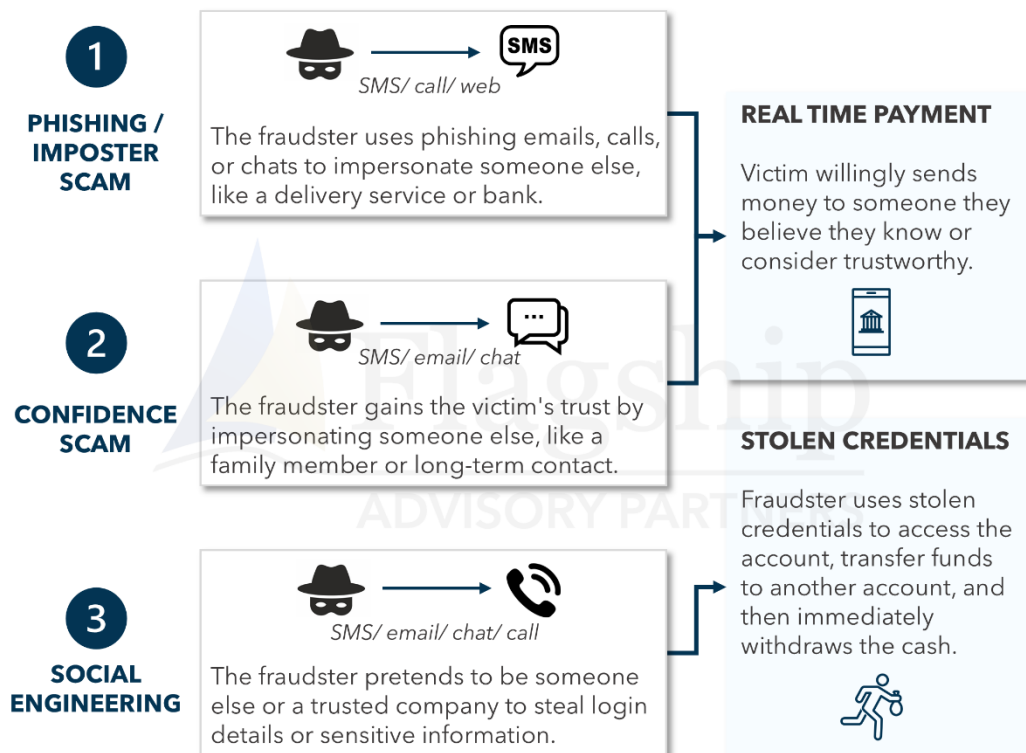 1
PHISHING /
IMPOSTER
SCAM
SMS
SMS/ call/ web
The fraudster uses phishing emails, calls,
or chats to impersonate someone else,
like a delivery service or bank.
2
CONFIDENCE
SCAM
...
SMS/ email/ chat
The fraudster gains the victim's trust by
impersonating someone else, like a
family member or long-term contact.
3
SOCIAL
ENGINEERING
SMS/ email/ chat/ call
The fraudster pretends to be someone
else or a trusted company to steal login
details or sensitive information.
REAL TIME PAYMENT
Victim willingly sends
money to someone they
believe they know or
consider trustworthy.
STOLEN CREDENTIALS
Fraudster uses stolen
credentials to access the
account, transfer funds
to another account, and
then immediately
withdraws the cash.
Flagship
ADVISORY PARTNERS